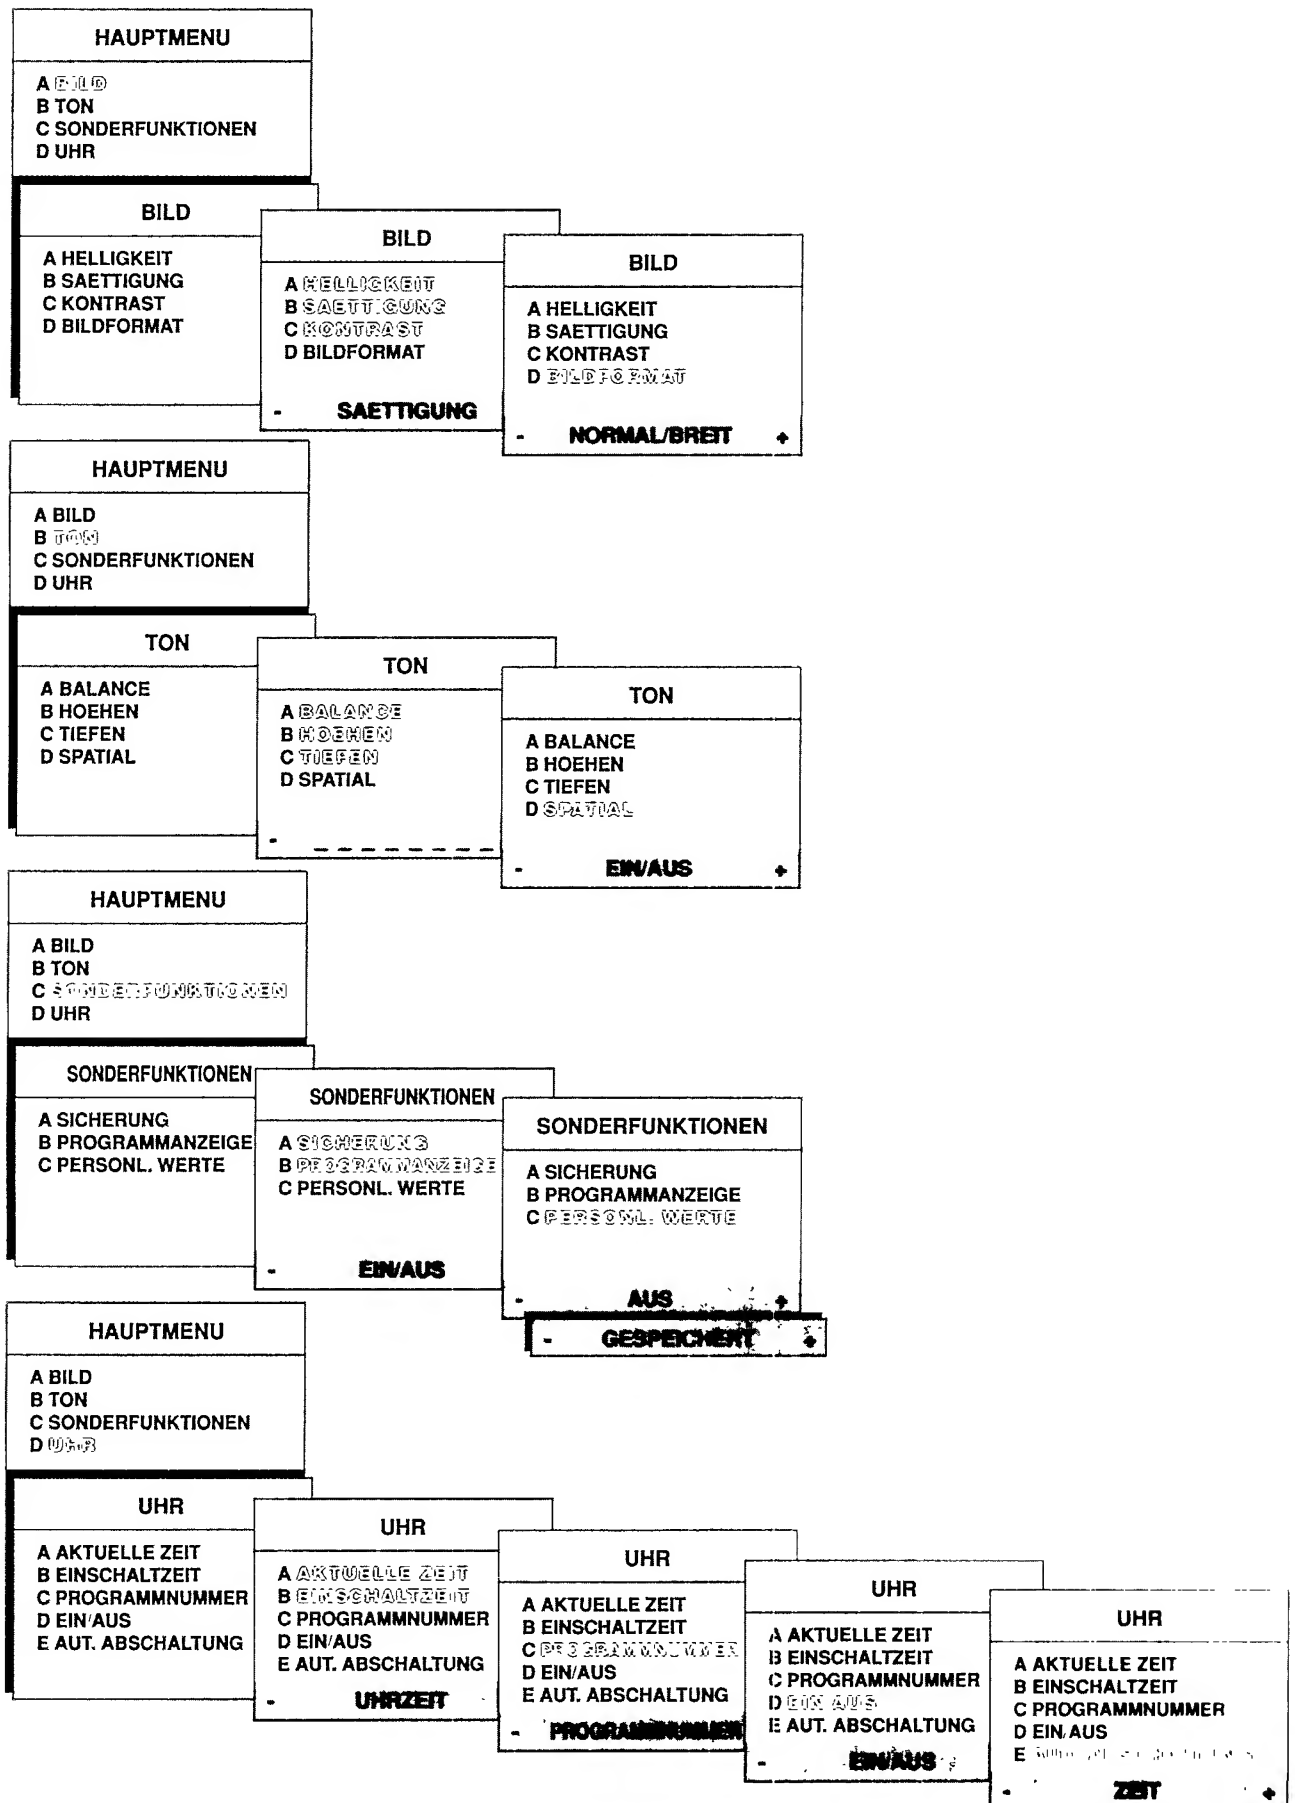 HAUPTMENU
A BILD
B TON
C SONDERFUNKTIONEN
D UHR
BILD
A HELLIGKEIT
B SAETTIGUNG
C KONTRAST
D BILDFORMAT
BILD
A HELLIGKEIT
B SAETTIGUNG
C KONTRAST
D BILDFORMAT
- SAETTIGUNG
BILD
A HELLIGKEIT
B SAETTIGUNG
C KONTRAST
D BILDFORMAT
- NORMAL/BREIT +
HAUPTMENU
A BILD
B TON
C SONDERFUNKTIONEN
D UHR
TON
A BALANCE
B HOEHEN
C TIEFEN
D SPATIAL
TON
A BALANCE
B HOEHEN
C TIEFEN
D SPATIAL
- _ _ _ _ _ _ _ _
TON
A BALANCE
B HOEHEN
C TIEFEN
D SPATIAL
- EIN/AUS +
HAUPTMENU
A BILD
B TON
C SONDERFUNKTIONEN
D UHR
SONDERFUNKTIONEN
A SICHERUNG
B PROGRAMMANZEIGE
C PERSONL. WERTE
SONDERFUNKTIONEN
A SICHERUNG
B PROGRAMMANZEIGE
C PERSONL. WERTE
- EIN/AUS
SONDERFUNKTIONEN
A SICHERUNG
B PROGRAMMANZEIGE
C PERSONL. WERTE
- AUS +
- GESPEICHERT +
HAUPTMENU
A BILD
B TON
C SONDERFUNKTIONEN
D UHR
UHR
A AKTUELLE ZEIT
B EINSCHALTZEIT
C PROGRAMMNUMMER
D EIN/AUS
E AUT. ABSCHALTUNG
UHR
A AKTUELLE ZEIT
B EINSCHALTZEIT
C PROGRAMMNUMMER
D EIN/AUS
E AUT. ABSCHALTUNG
- UHRZEIT
UHR
A AKTUELLE ZEIT
B EINSCHALTZEIT
C PROGRAMMNUMMER
D EIN/AUS
E AUT. ABSCHALTUNG
- PROGRAMMNUMMER
UHR
A AKTUELLE ZEIT
B EINSCHALTZEIT
C PROGRAMMNUMMER
D EIN AUS
E AUT. ABSCHALTUNG
- EIN/AUS
UHR
A AKTUELLE ZEIT
B EINSCHALTZEIT
C PROGRAMMNUMMER
D EIN/AUS
E
- ZEIT +